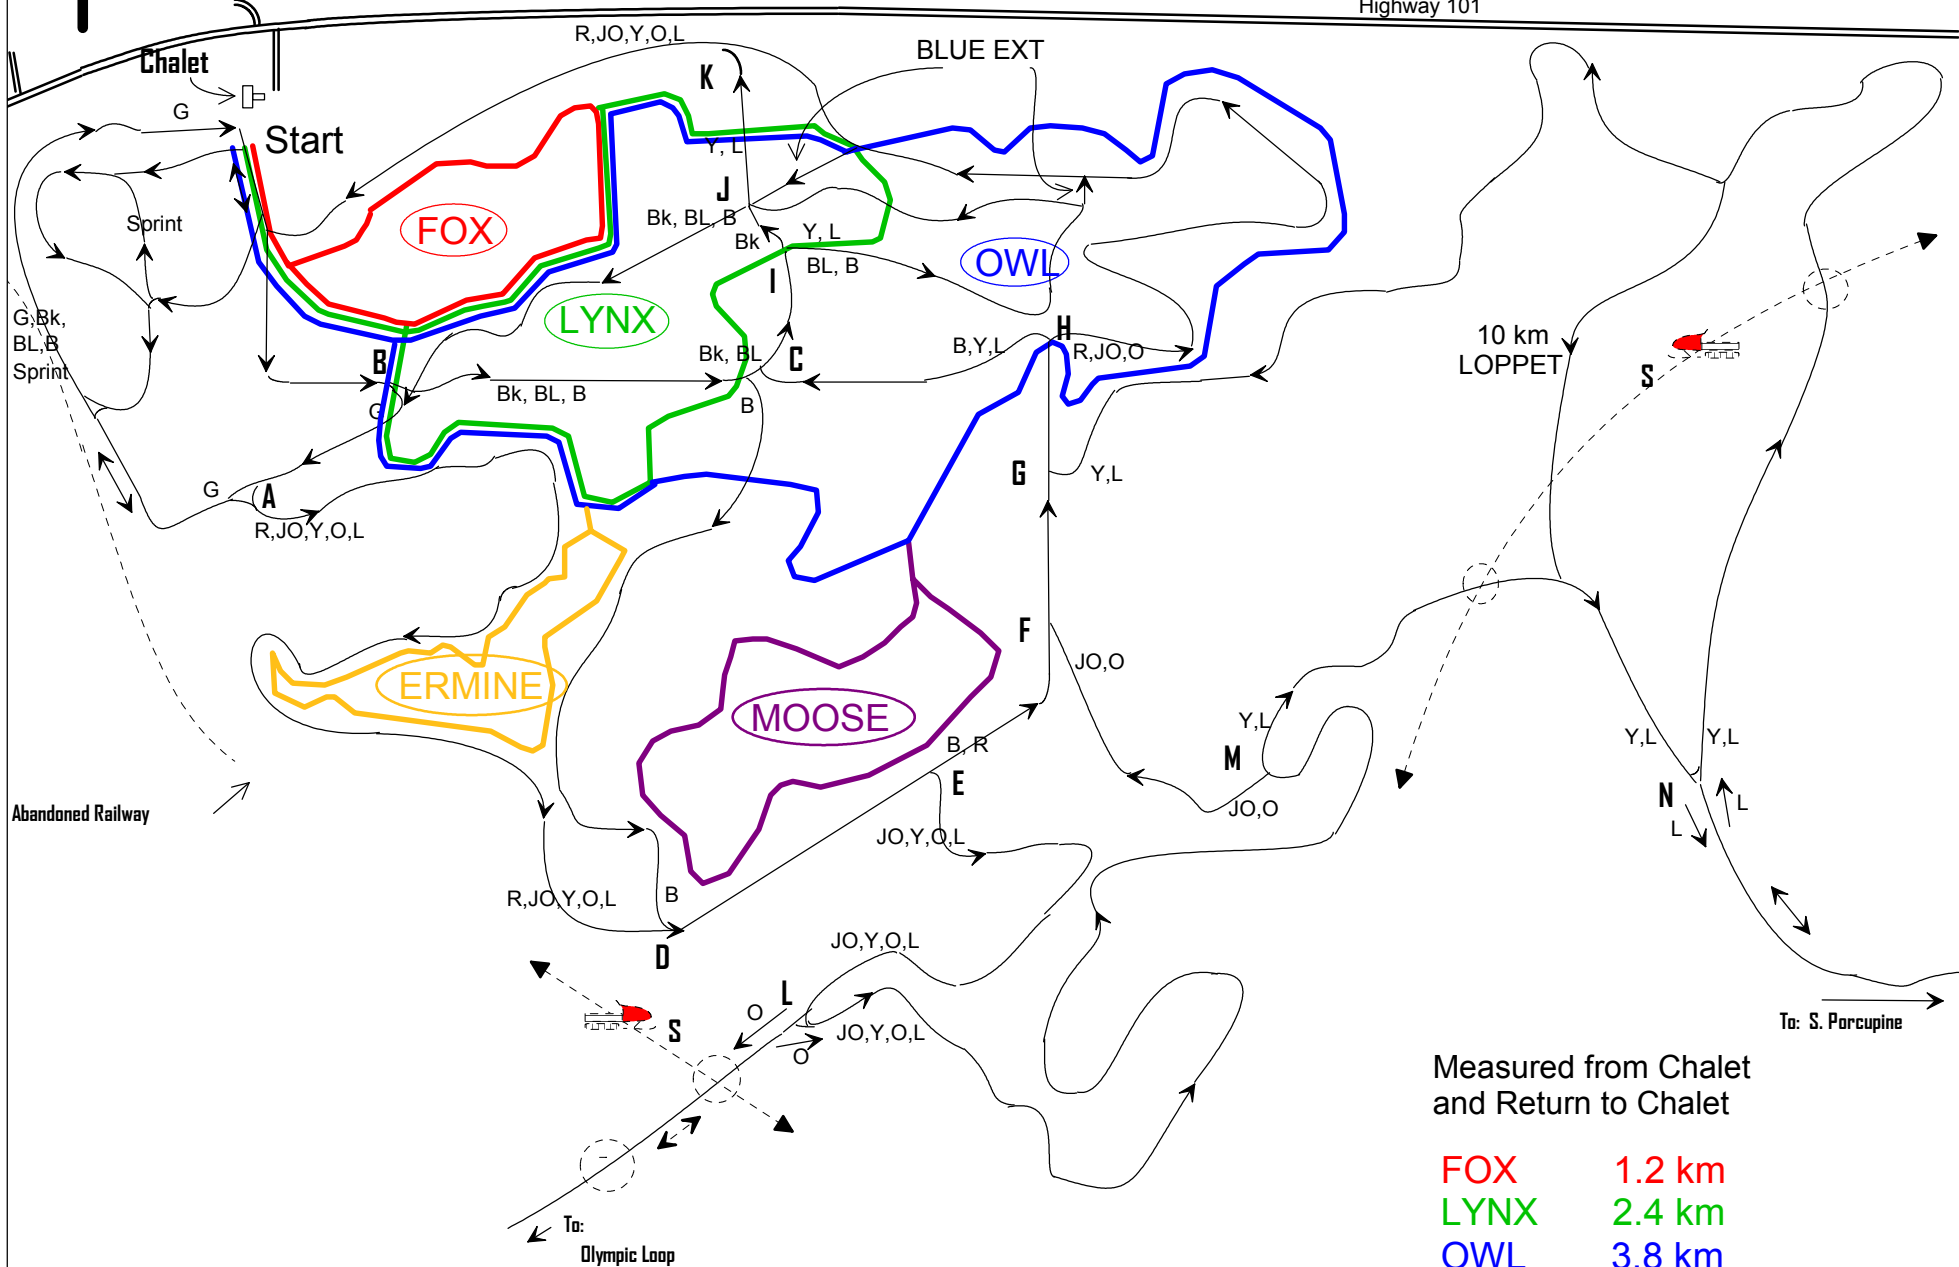 Highway 101
R,JO,Y,O,L
BLUE EXT
K
Chalet
G
Start
Y, L
Sprint
J
FOX
Bk, BL, B
Bk
Y, L
BL, B
OWL
I
LYNX
G,Bk,
BL,B
Sprint
B
Bk, BL
C
B,Y,L
H
R,JO,O
10 km
LOPPET
S
Bk, BL, B
G
B
G
Y,L
G
A
R,JO,Y,O,L
F
JO,O
ERMINE
MOOSE
Y,L
B, R
M
Y,L
Y,L
E
N
Abandoned Railway
JO,O
L
L
JO,Y,O,L
R,JO,Y,O,L
B
D
JO,Y,O,L
L
O
S
JO,Y,O,L
O
To: S. Porcupine
Measured from Chalet
and Return to Chalet
FOX 1.2 km
LYNX 2.4 km
To:
Olympic Loop
OWL 3.8 km